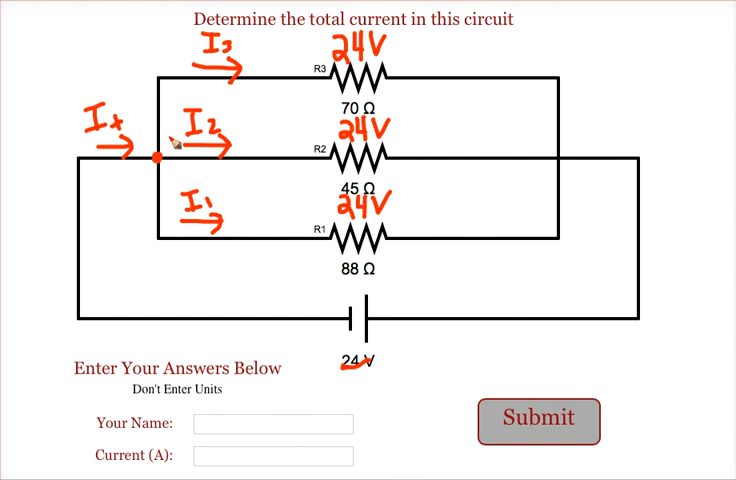 Determine the total current in this circuit
I3
24V
R3
70 Ω
It
I2
24V
R2
45 Ω
I1
24V
R1
88 Ω
24 V
Enter Your Answers Below
Don't Enter Units
Your Name:
Submit
Current (A):